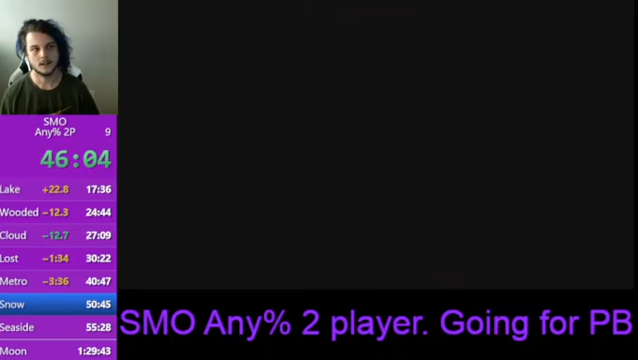 SMO
Any% 2P 9
46:04
Lake +22.8 17:36
Wooded -12.3 24:44
Cloud -12.7 27:09
Lost -1:34 30:22
Metro -3:36 40:47
Snow 50:45
Seaside 55:28
Moon 1:29:43
SMO Any% 2 player. Going for PB